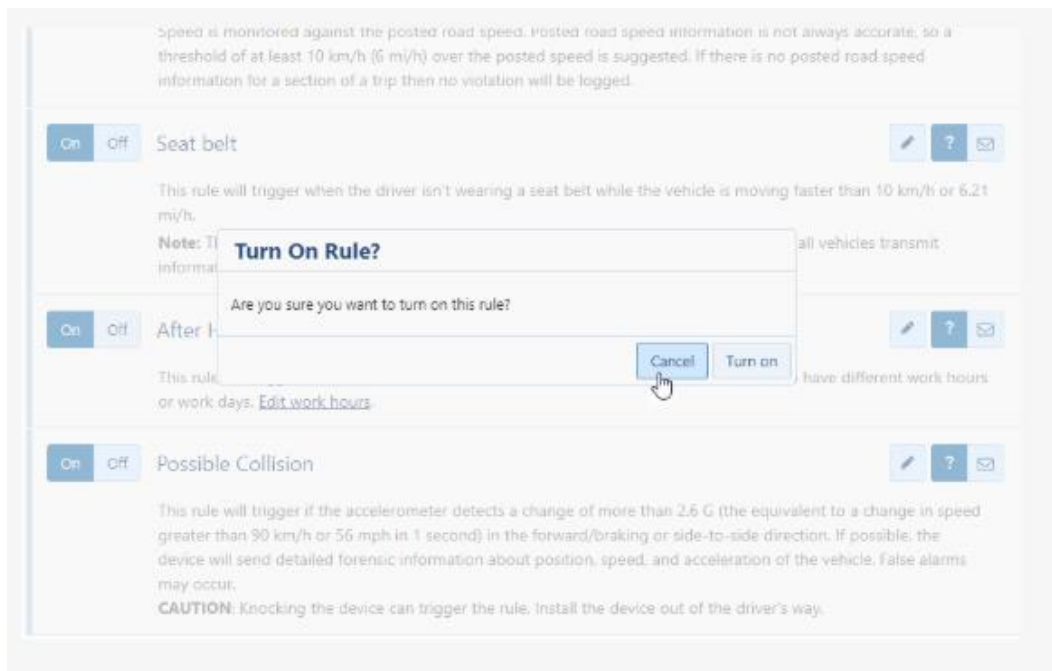 Speed is monitored against the posted road speed. Posted road speed information is not always accurate, so a
threshold of at least 10 km/h (6 mi/h) over the posted speed is suggested. If there is no posted road speed
information for a section of a trip then no violation will be logged.
On Off Seat belt ?
This rule will trigger when the driver isn't wearing a seat belt while the vehicle is moving faster than 10 km/h or 6.21
mi/h.
Note: all vehicles transmit
Turn On Rule?
Are you sure you want to turn on this rule?
Cancel Turn on
On Off After ?
This rule have different work hours
or work days. Edit work hours.
On Off Possible Collision ?
This rule will trigger if the accelerometer detects a change of more than 2.6 G (the equivalent to a change in speed
greater than 90 km/h or 56 mph in 1 second) in the forward/braking or side-to-side direction. If possible, the
device will send detailed forensic information about position, speed, and acceleration of the vehicle. False alarms
may occur.
CAUTION: Knocking the device can trigger the rule. Install the device out of the driver's way.